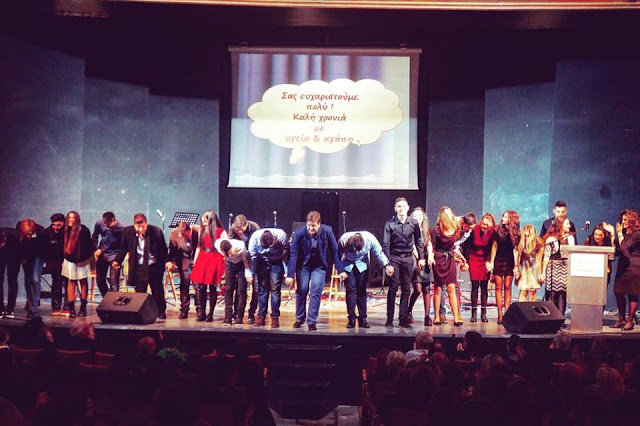 Σας ευχαριστούμε
πολύ !
Καλή χρονιά
με
υγεία & αγάπη